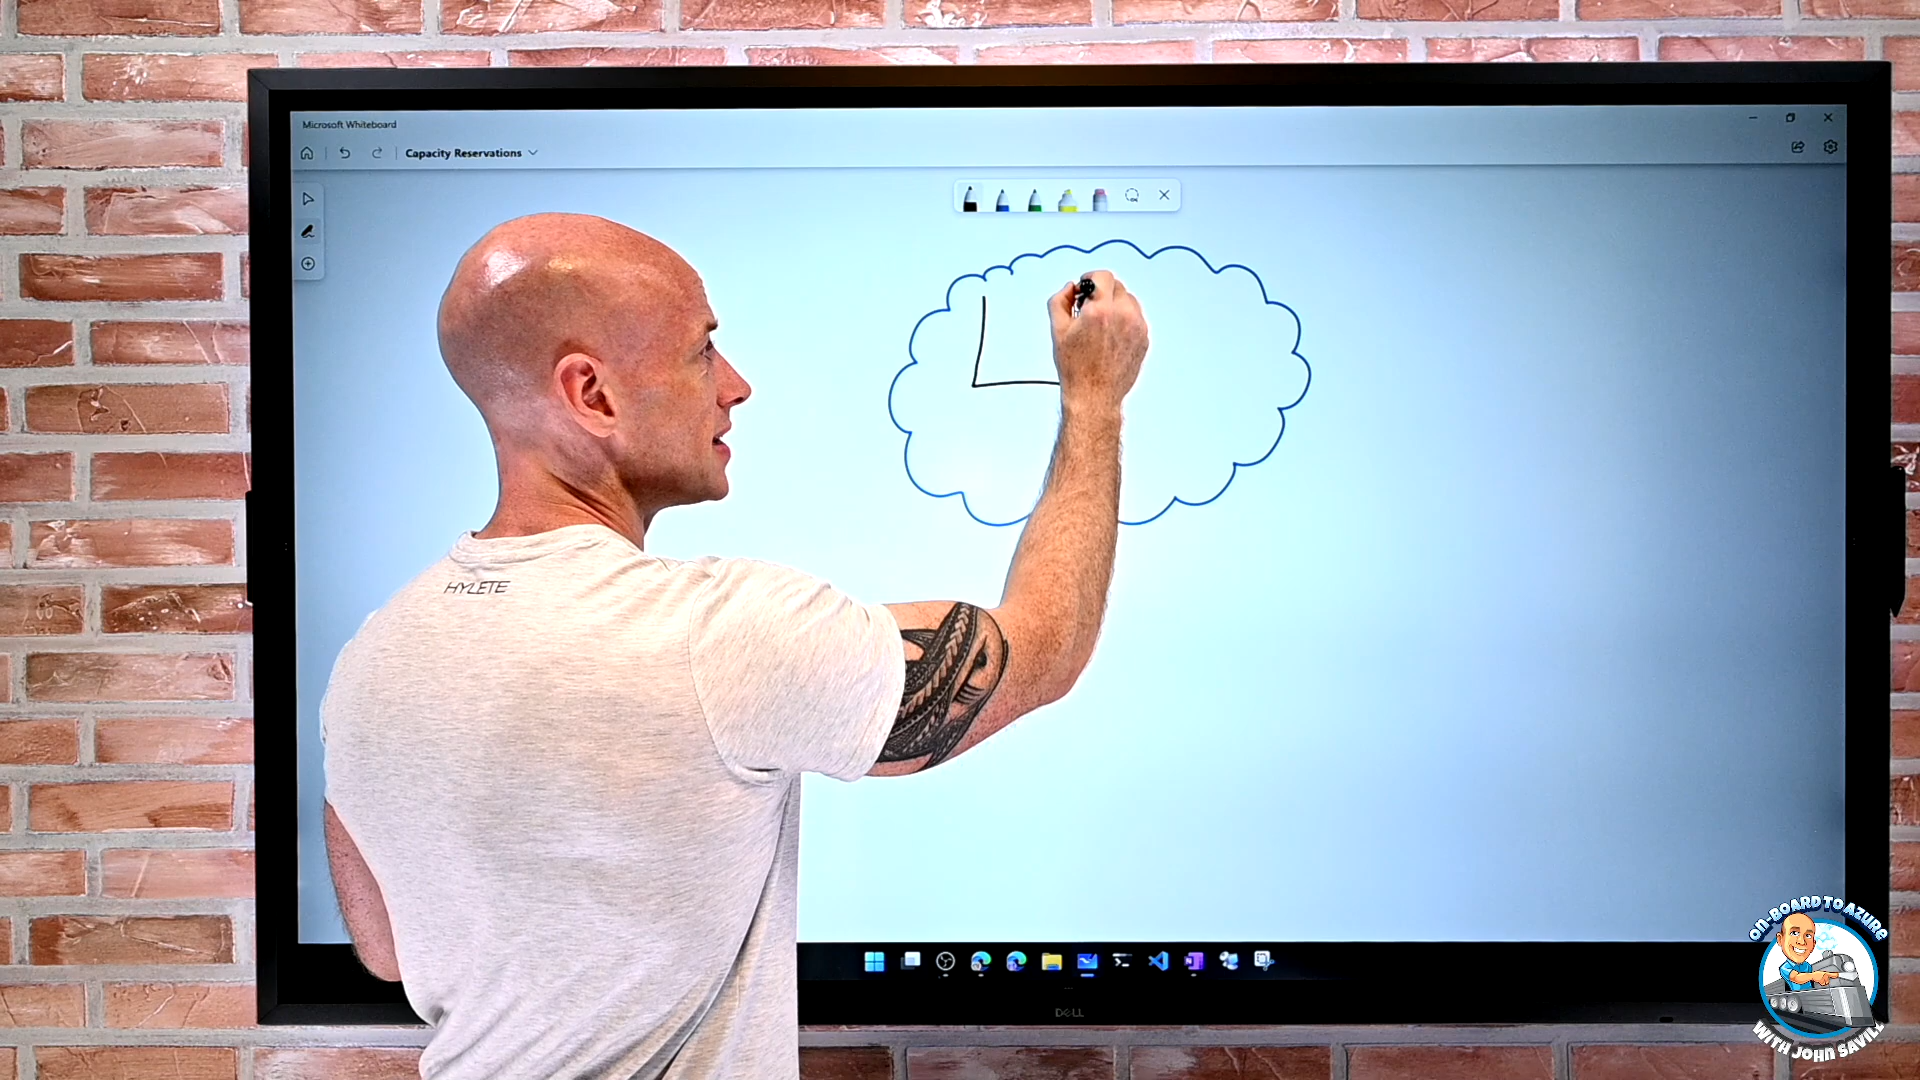 Microsoft Whiteboard
Capacity Reservations
HYLETE
DELL
ON-BOARD TO AZURE
WITH JOHN SAVILL